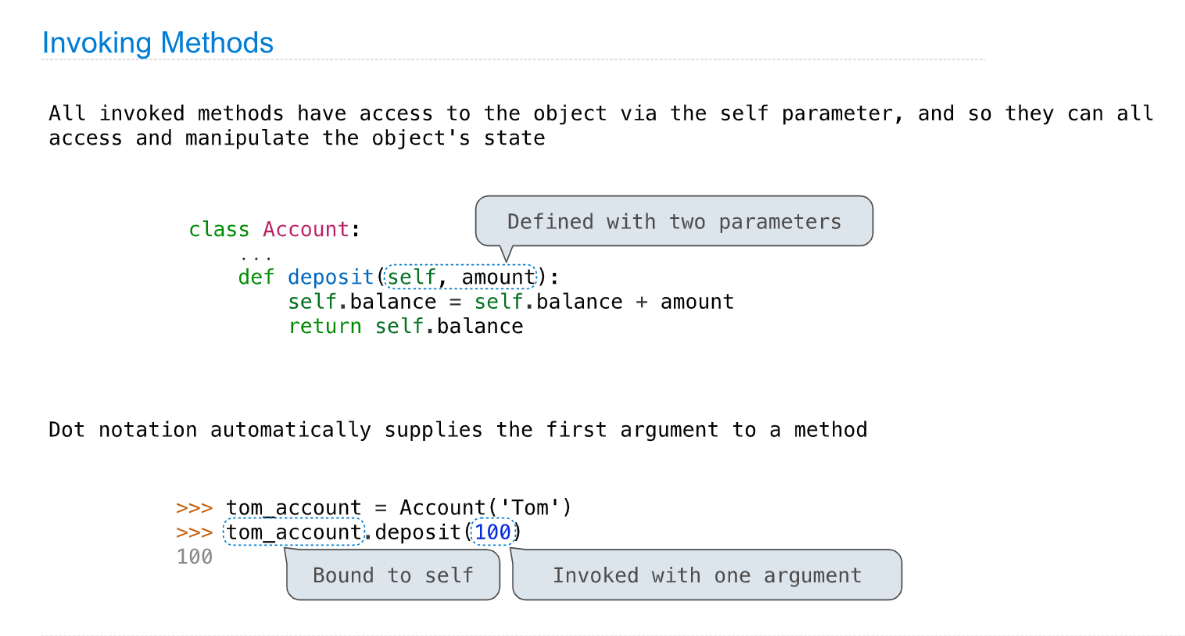 Invoking Methods
All invoked methods have access to the object via the self parameter, and so they can all
access and manipulate the object's state
Defined with two parameters
class Account:
...
def deposit(self, amount):
self.balance = self.balance + amount
return self.balance
Dot notation automatically supplies the first argument to a method
>>> tom_account = Account('Tom')
>>> tom_account.deposit(100)
100
Bound to self
Invoked with one argument